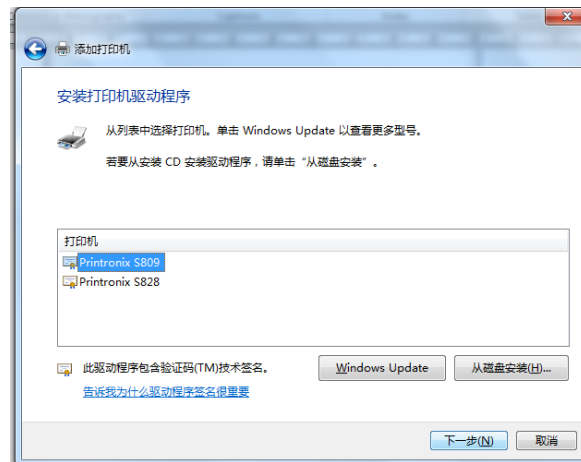 添加打印机
安装打印机驱动程序
从列表中选择打印机。单击 Windows Update 以查看更多型号。
若要从安装 CD 安装驱动程序，请单击“从磁盘安装”。
打印机
Printronix S809
Printronix S828
此驱动程序包含验证码(TM)技术签名。
Windows Update
从磁盘安装(H)...
告诉我为什么驱动程序签名很重要
下一步(N)
取消